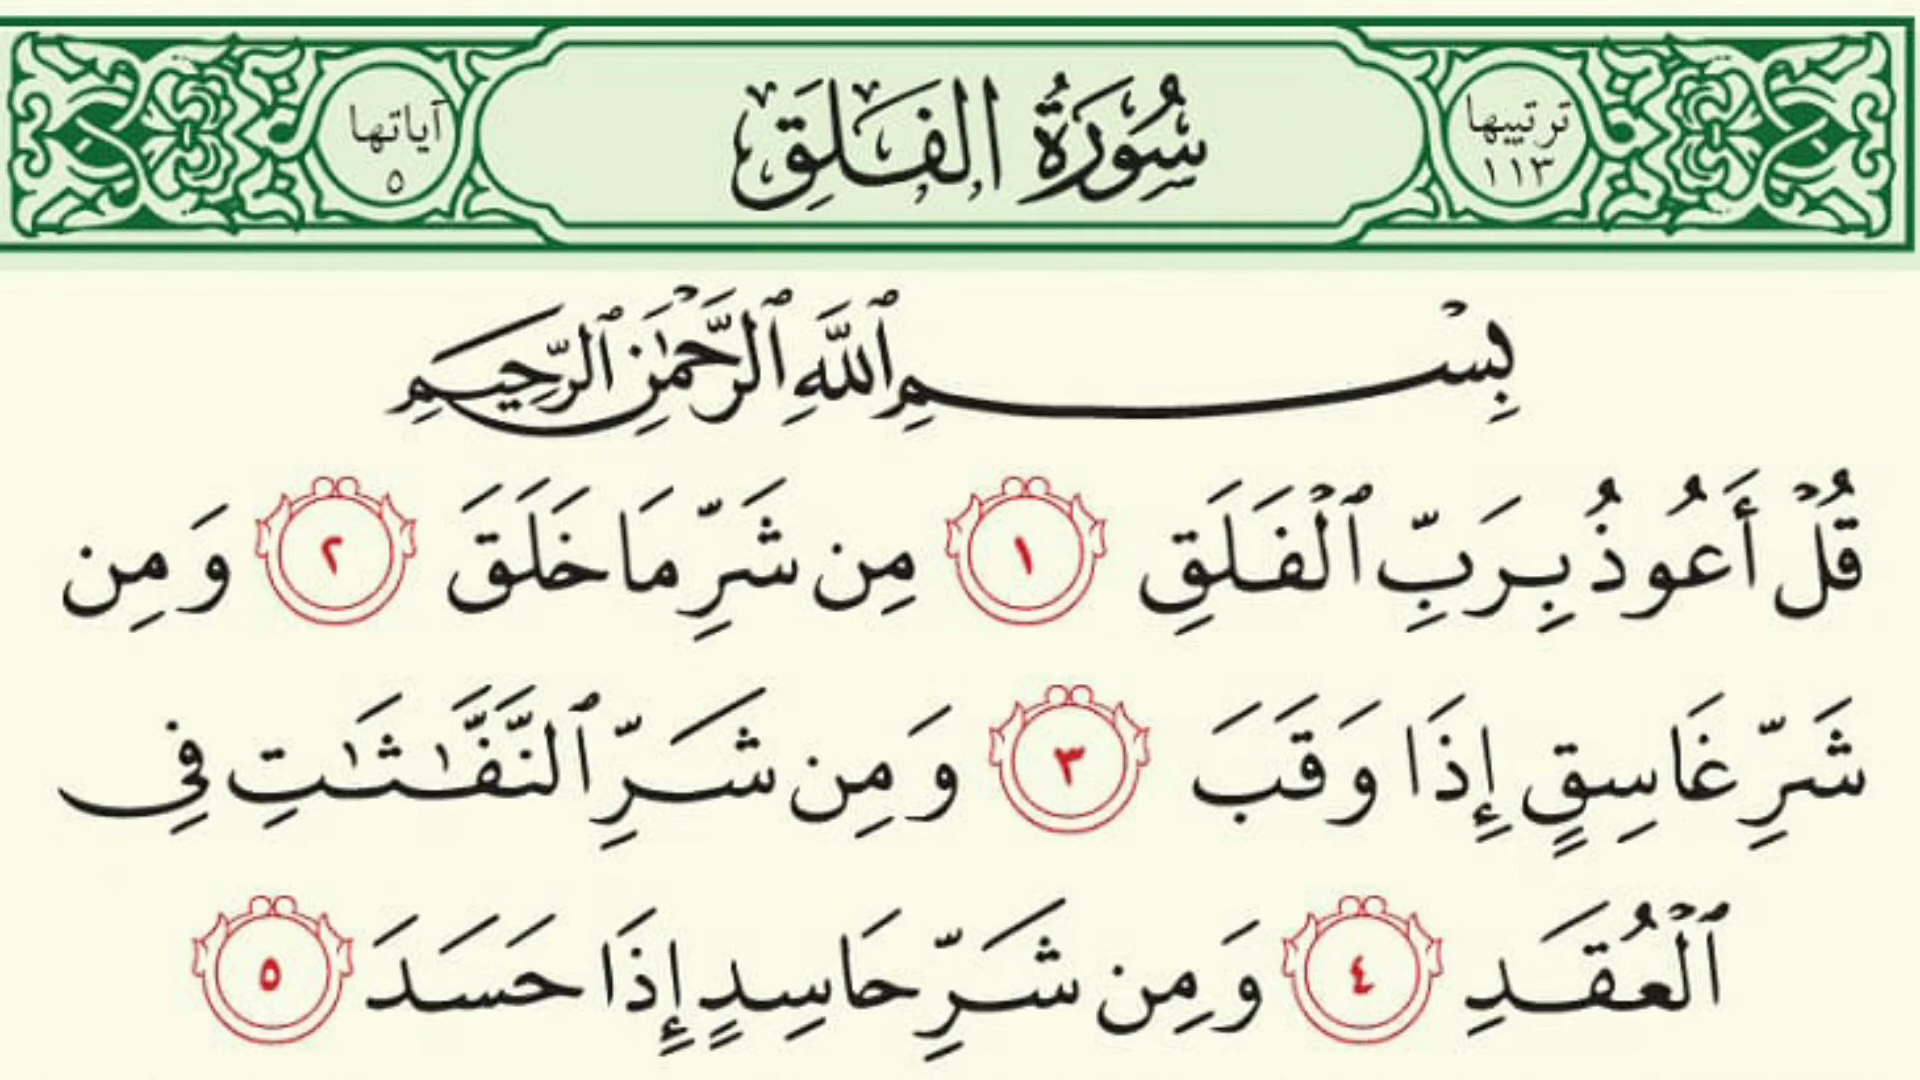 ترتيبها
١١٣
سُورَةُ الفَلَقِ
آياتها
٥
بِسْمِ ٱللَّهِ ٱلرَّحْمَٰنِ ٱلرَّحِيمِ
قُلْ أَعُوذُ بِرَبِّ ٱلْفَلَقِ ١ مِن شَرِّ مَا خَلَقَ ٢ وَمِن
شَرِّ غَاسِقٍ إِذَا وَقَبَ ٣ وَمِن شَرِّ ٱلنَّفَّٰثَٰتِ فِى
ٱلْعُقَدِ ٤ وَمِن شَرِّ حَاسِدٍ إِذَا حَسَدَ ٥